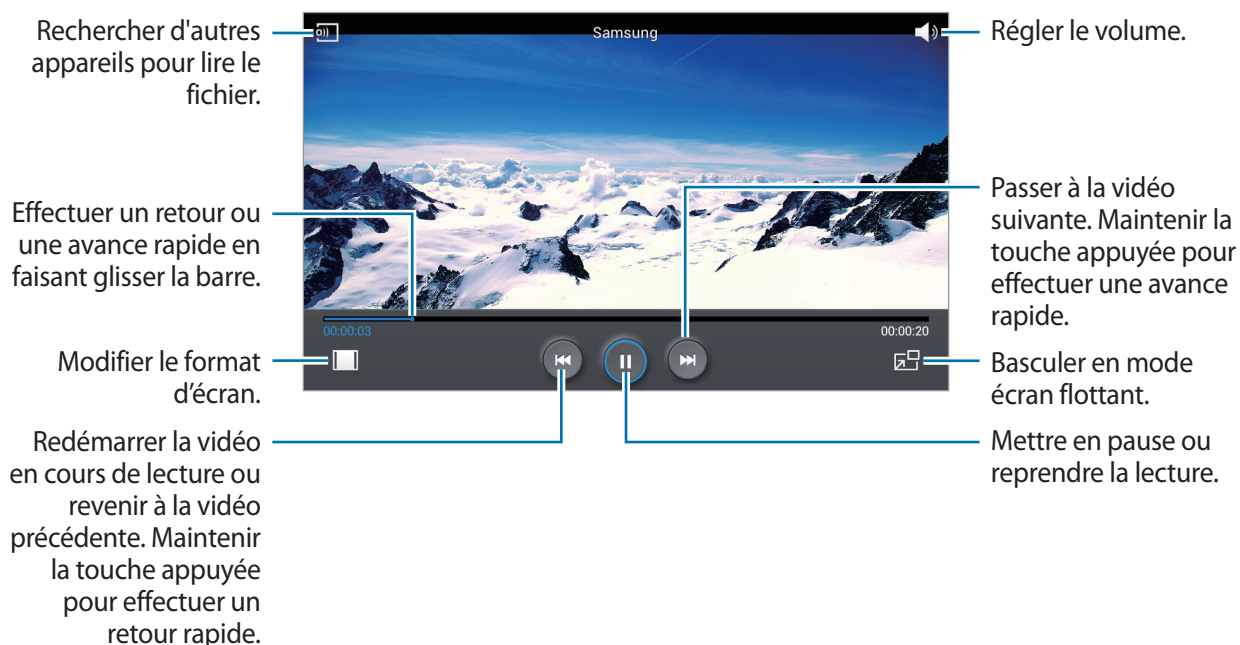 Rechercher d'autres
appareils pour lire le
fichier.
Samsung
Régler le volume.
Effectuer un retour ou
une avance rapide en
faisant glisser la barre.
Passer à la vidéo
suivante. Maintenir la
touche appuyée pour
effectuer une avance
rapide.
00:00:03
00:00:20
Modifier le format
d’écran.
Basculer en mode
écran flottant.
Redémarrer la vidéo
en cours de lecture ou
revenir à la vidéo
précédente. Maintenir
la touche appuyée
pour effectuer un
retour rapide.
Mettre en pause ou
reprendre la lecture.